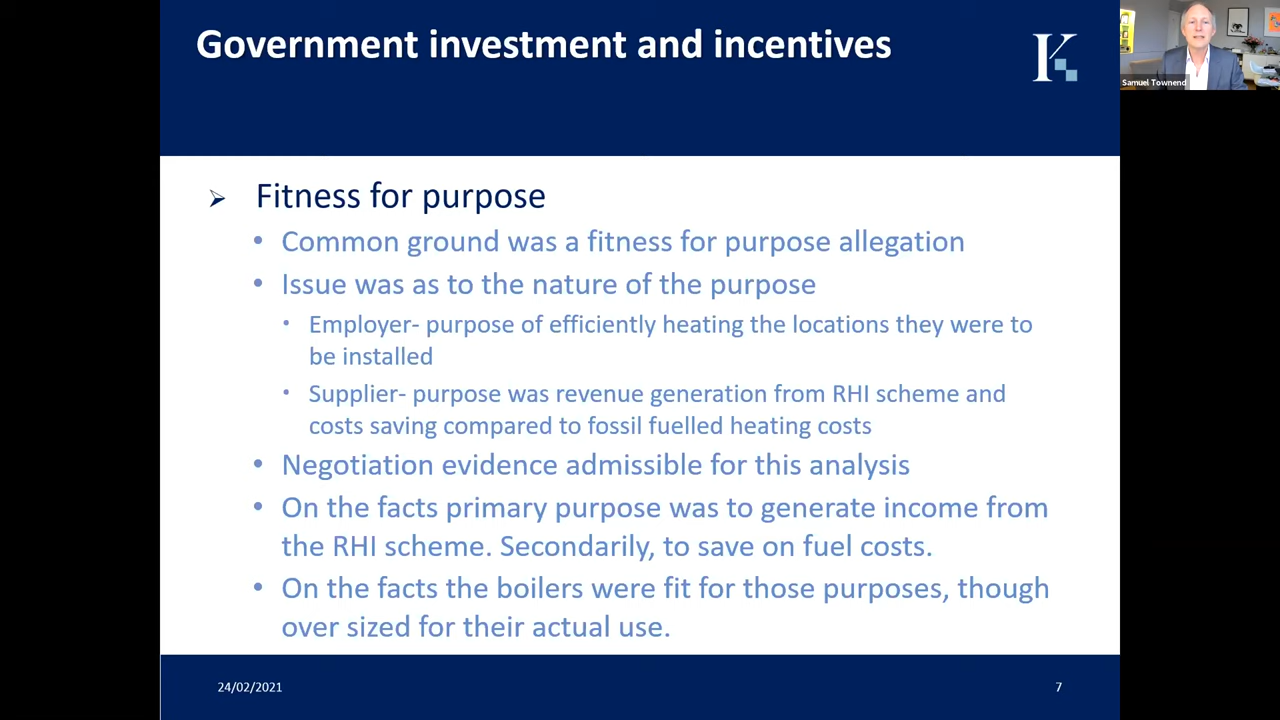 Government investment and incentives
K
Samuel Townend
Fitness for purpose
Common ground was a fitness for purpose allegation
Issue was as to the nature of the purpose
Employer- purpose of efficiently heating the locations they were to
be installed
Supplier- purpose was revenue generation from RHI scheme and
costs saving compared to fossil fuelled heating costs
Negotiation evidence admissible for this analysis
On the facts primary purpose was to generate income from
the RHI scheme. Secondarily, to save on fuel costs.
On the facts the boilers were fit for those purposes, though
over sized for their actual use.
24/02/2021
7